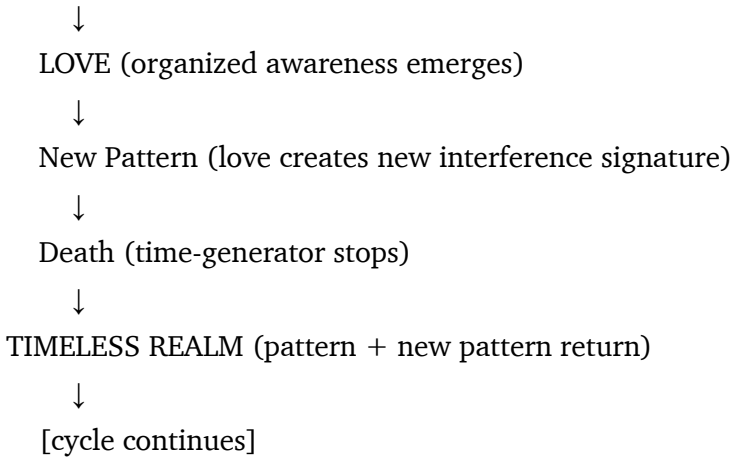 ↓
LOVE (organized awareness emerges)
↓
New Pattern (love creates new interference signature)
↓
Death (time-generator stops)
↓
TIMELESS REALM (pattern + new pattern return)
↓
[cycle continues]